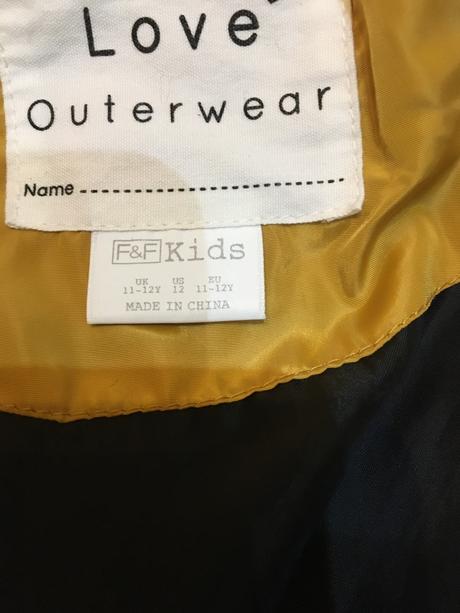 Love
Outerwear
Name
F&F Kids
UK US EU
11-12Y 12 11-12Y
MADE IN CHINA